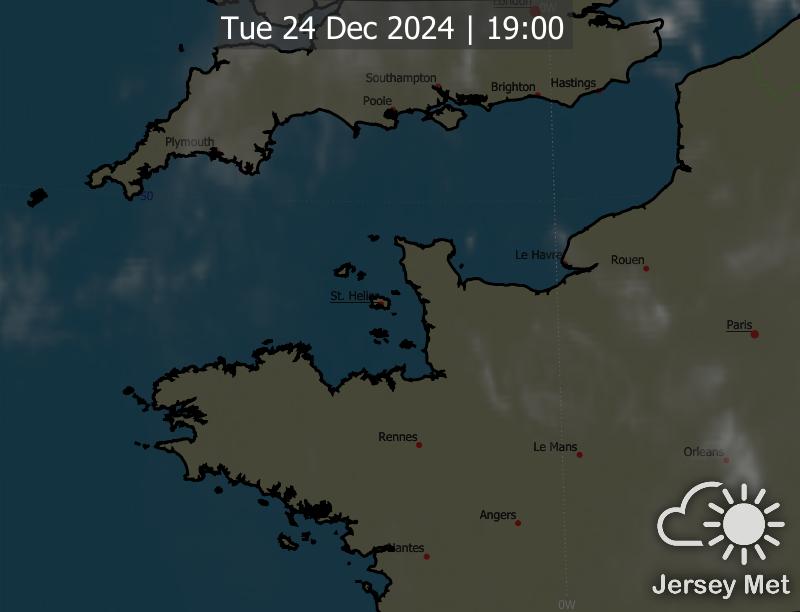 London
0W
Tue 24 Dec 2024 | 19:00
Southampton
Brighton
Hastings
Poole
Plymouth
50
Le Havre
Rouen
St. Helier
Paris
Rennes
Le Mans
Orleans
Angers
Nantes
Jersey Met
0W